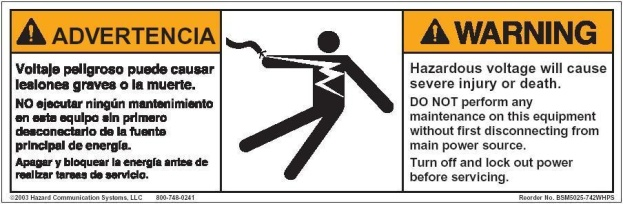 ADVERTENCIA
Voltaje peligroso puede causar
lesiones graves o la muerte.
NO ejecutar ningún mantenimiento
en este equipo sin primero
desconectarlo de la fuente
principal de energía.
Apagar y bloquear la energía antes de
realizar tareas de servicio.
WARNING
Hazardous voltage will cause
severe injury or death.
DO NOT perform any
maintenance on this equipment
without first disconnecting from
main power source.
Turn off and lock out power
before servicing.
©2003 Hazard Communication Systems, LLC 800-748-0241
Reorder No. BSM5025-742WHPS